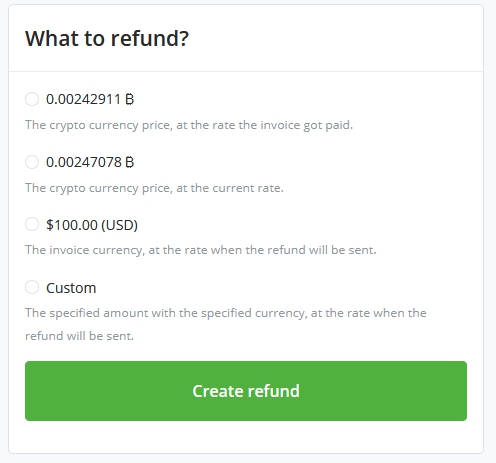 What to refund?
0.00242911 ₿
The crypto currency price, at the rate the invoice got paid.
0.00247078 ₿
The crypto currency price, at the current rate.
$100.00 (USD)
The invoice currency, at the rate when the refund will be sent.
Custom
The specified amount with the specified currency, at the rate when the
refund will be sent.
Create refund